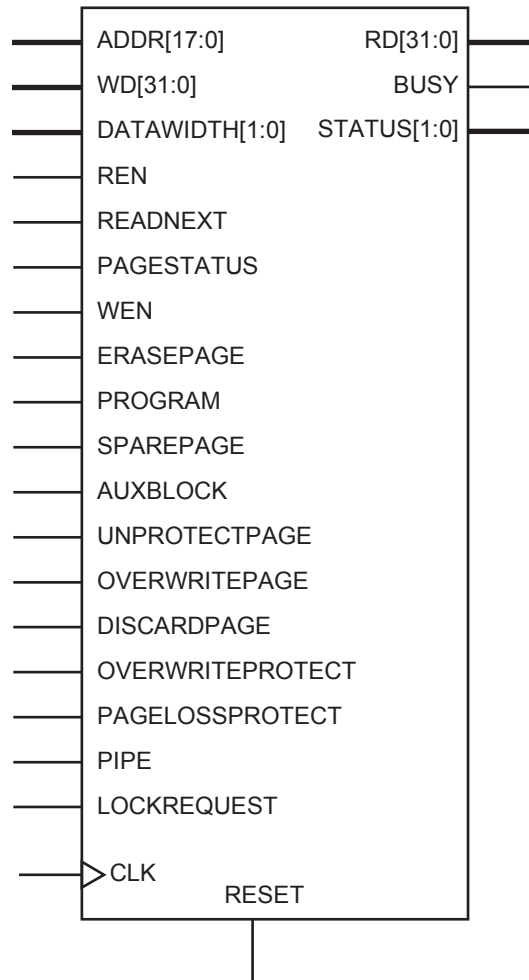 ADDR[17:0] RD[31:0]
WD[31:0] BUSY
DATAWIDTH[1:0] STATUS[1:0]
REN
READNEXT
PAGESTATUS
WEN
ERASEPAGE
PROGRAM
SPAREPAGE
AUXBLOCK
UNPROTECTPAGE
OVERWRITEPAGE
DISCARDPAGE
OVERWRITEPROTECT
PAGELOSSPROTECT
PIPE
LOCKREQUEST
CLK
RESET